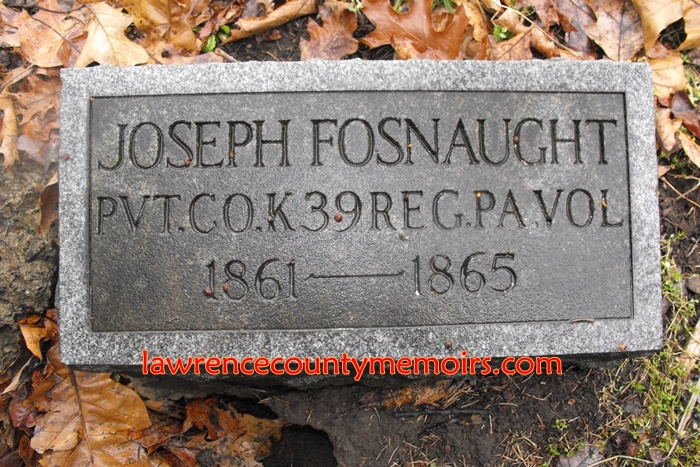 JOSEPH FOSNAUGHT
PVT. CO. K 39 REG. PA. VOL
1861 — 1865
lawrencecountymemoirs.com